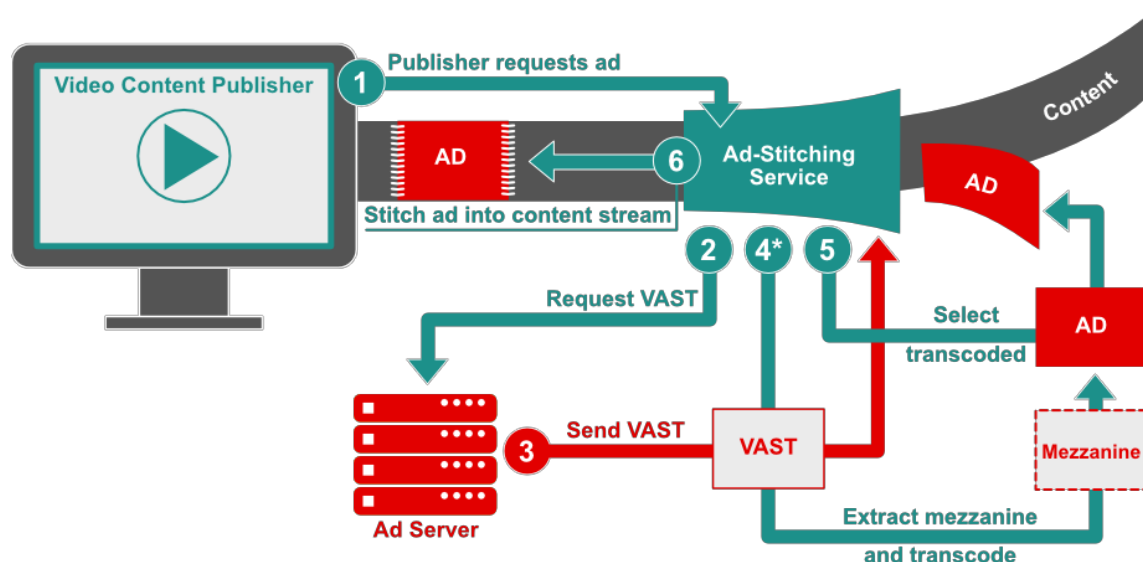 Publisher requests ad
1
Video Content Publisher
Content
AD
6
Ad-Stitching
Service
AD
Stitch ad into content stream
2
4*
5
Request VAST
Select
transcoded
AD
3
Send VAST
VAST
Mezzanine
Ad Server
Extract mezzanine
and transcode